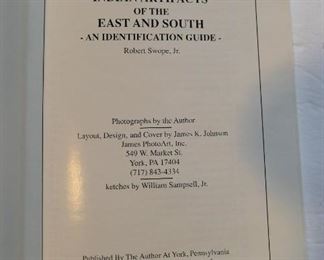 INDIAN ARTIFACTS
OF THE
EAST AND SOUTH
- AN IDENTIFICATION GUIDE -
Robert Swope, Jr.
Photographs by the Author
Layout, Design, and Cover by James K. Johnson
James PhotoArt, Inc.
549 W. Market St.
York, PA 17404
(717) 843-4334
ketches by William Sampsell, Jr.
Published By The Author At York, Pennsylvania